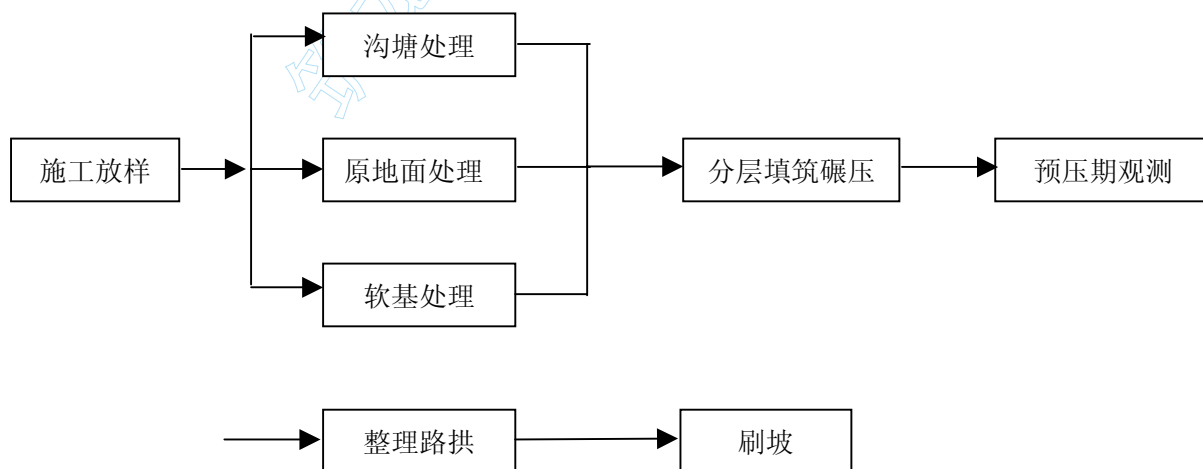 沟塘处理
施工放样
原地面处理
分层填筑碾压
预压期观测
软基处理
整理路拱
刷坡